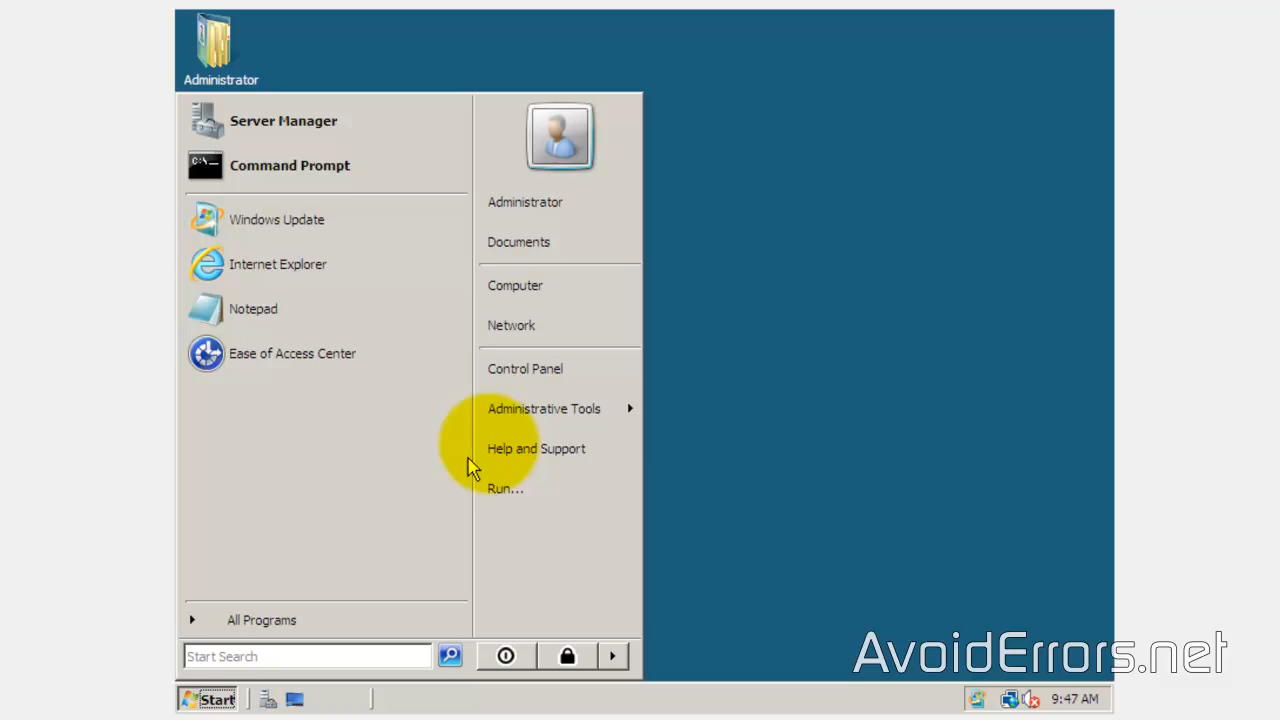 Administrator
Server Manager
Command Prompt
Windows Update
Internet Explorer
Notepad
Ease of Access Center
All Programs
Start Search
Administrator
Documents
Computer
Network
Control Panel
Administrative Tools
Help and Support
Run...
AvoidErrors.net
Start
9:47 AM